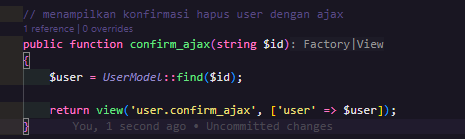 // menampilkan konfirmasi hapus user dengan ajax
1 reference | 0 overrides
public function confirm_ajax(string $id): Factory|View
{
$user = UserModel::find($id);
return view('user.confirm_ajax', ['user' => $user]);
}
You, 1 second ago • Uncommitted changes